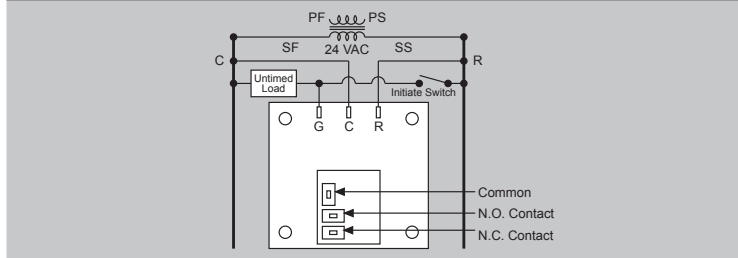 PF PS
SF 24 VAC SS
C R
Untimed
Load
Initiate Switch
G C R
Common
N.O. Contact
N.C. Contact